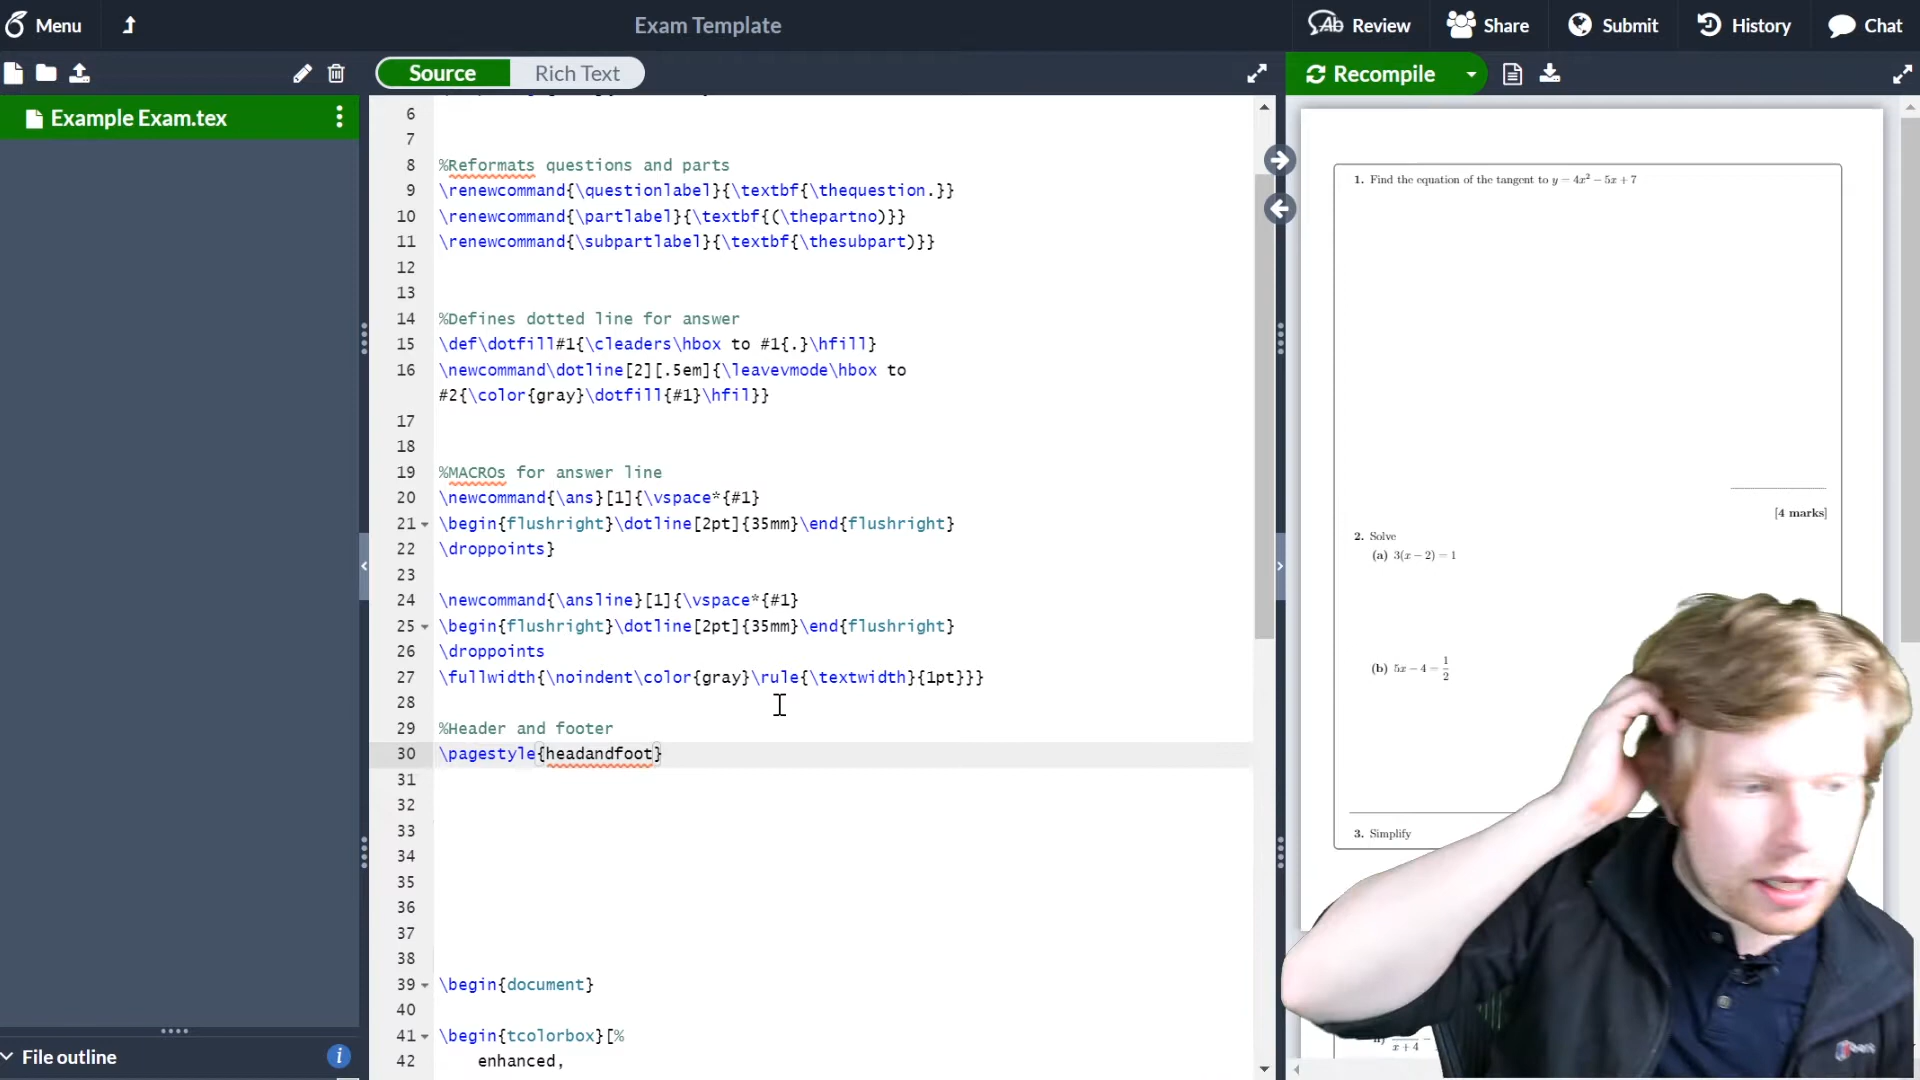 Menu
Exam Template
Review
Share
Submit
History
Chat
Source
Rich Text
Recompile
Example Exam.tex
6
7
8 %Reformats questions and parts
9 \renewcommand{\questionlabel}{\textbf{\thequestion.}}
10 \renewcommand{\partlabel}{\textbf{(\thepartno)}}
11 \renewcommand{\subpartlabel}{\textbf{\thesubpart)}}
12
13
14 %Defines dotted line for answer
15 \def\dotfill#1{\cleaders\hbox to #1{.}\hfill}
16 \newcommand\dotline[2][.5em]{\leavevmode\hbox to
#2{\color{gray}\dotfill{#1}\hfil}}
17
18
19 %MACROs for answer line
20 \newcommand{\ans}[1]{\vspace*{#1}
21 \begin{flushright}\dotline[2pt]{35mm}\end{flushright}
22 \droppoints}
23
24 \newcommand{\ansline}[1]{\vspace*{#1}
25 \begin{flushright}\dotline[2pt]{35mm}\end{flushright}
26 \droppoints
27 \fullwidth{\noindent\color{gray}\rule{\textwidth}{1pt}}}
28
29 %Header and footer
30 \pagestyle{headandfoot}
31
32
33
34
35
36
37
38
39 \begin{document}
40
41 \begin{tcolorbox}[%
42 enhanced,
File outline
1. Find the equation of the tangent to y = 4x² − 5x + 7
[4 marks]
2. Solve
(a) 3(x − 2) = 1
(b) 5x − 4 = 1/2
3. Simplify
x + 4